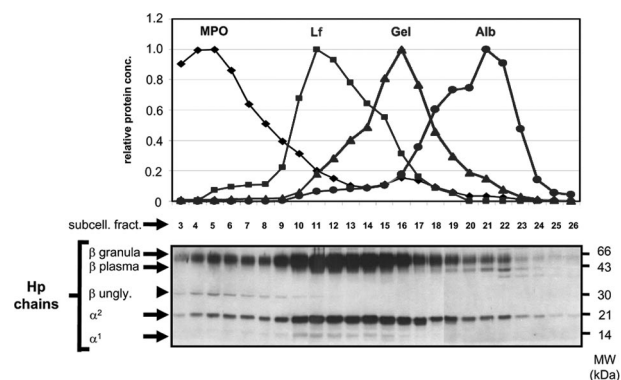 MPO Lf Gel Alb
relative protein conc.
1.2
1.0
0.8
0.6
0.4
0.2
0
subcell. fract. 3 4 5 6 7 8 9 10 11 12 13 14 15 16 17 18 19 20 21 22 23 24 25 26
Hp chains
β granula
β plasma
β ungly.
α²
α¹
66
43
30
21
14
MW
(kDa)